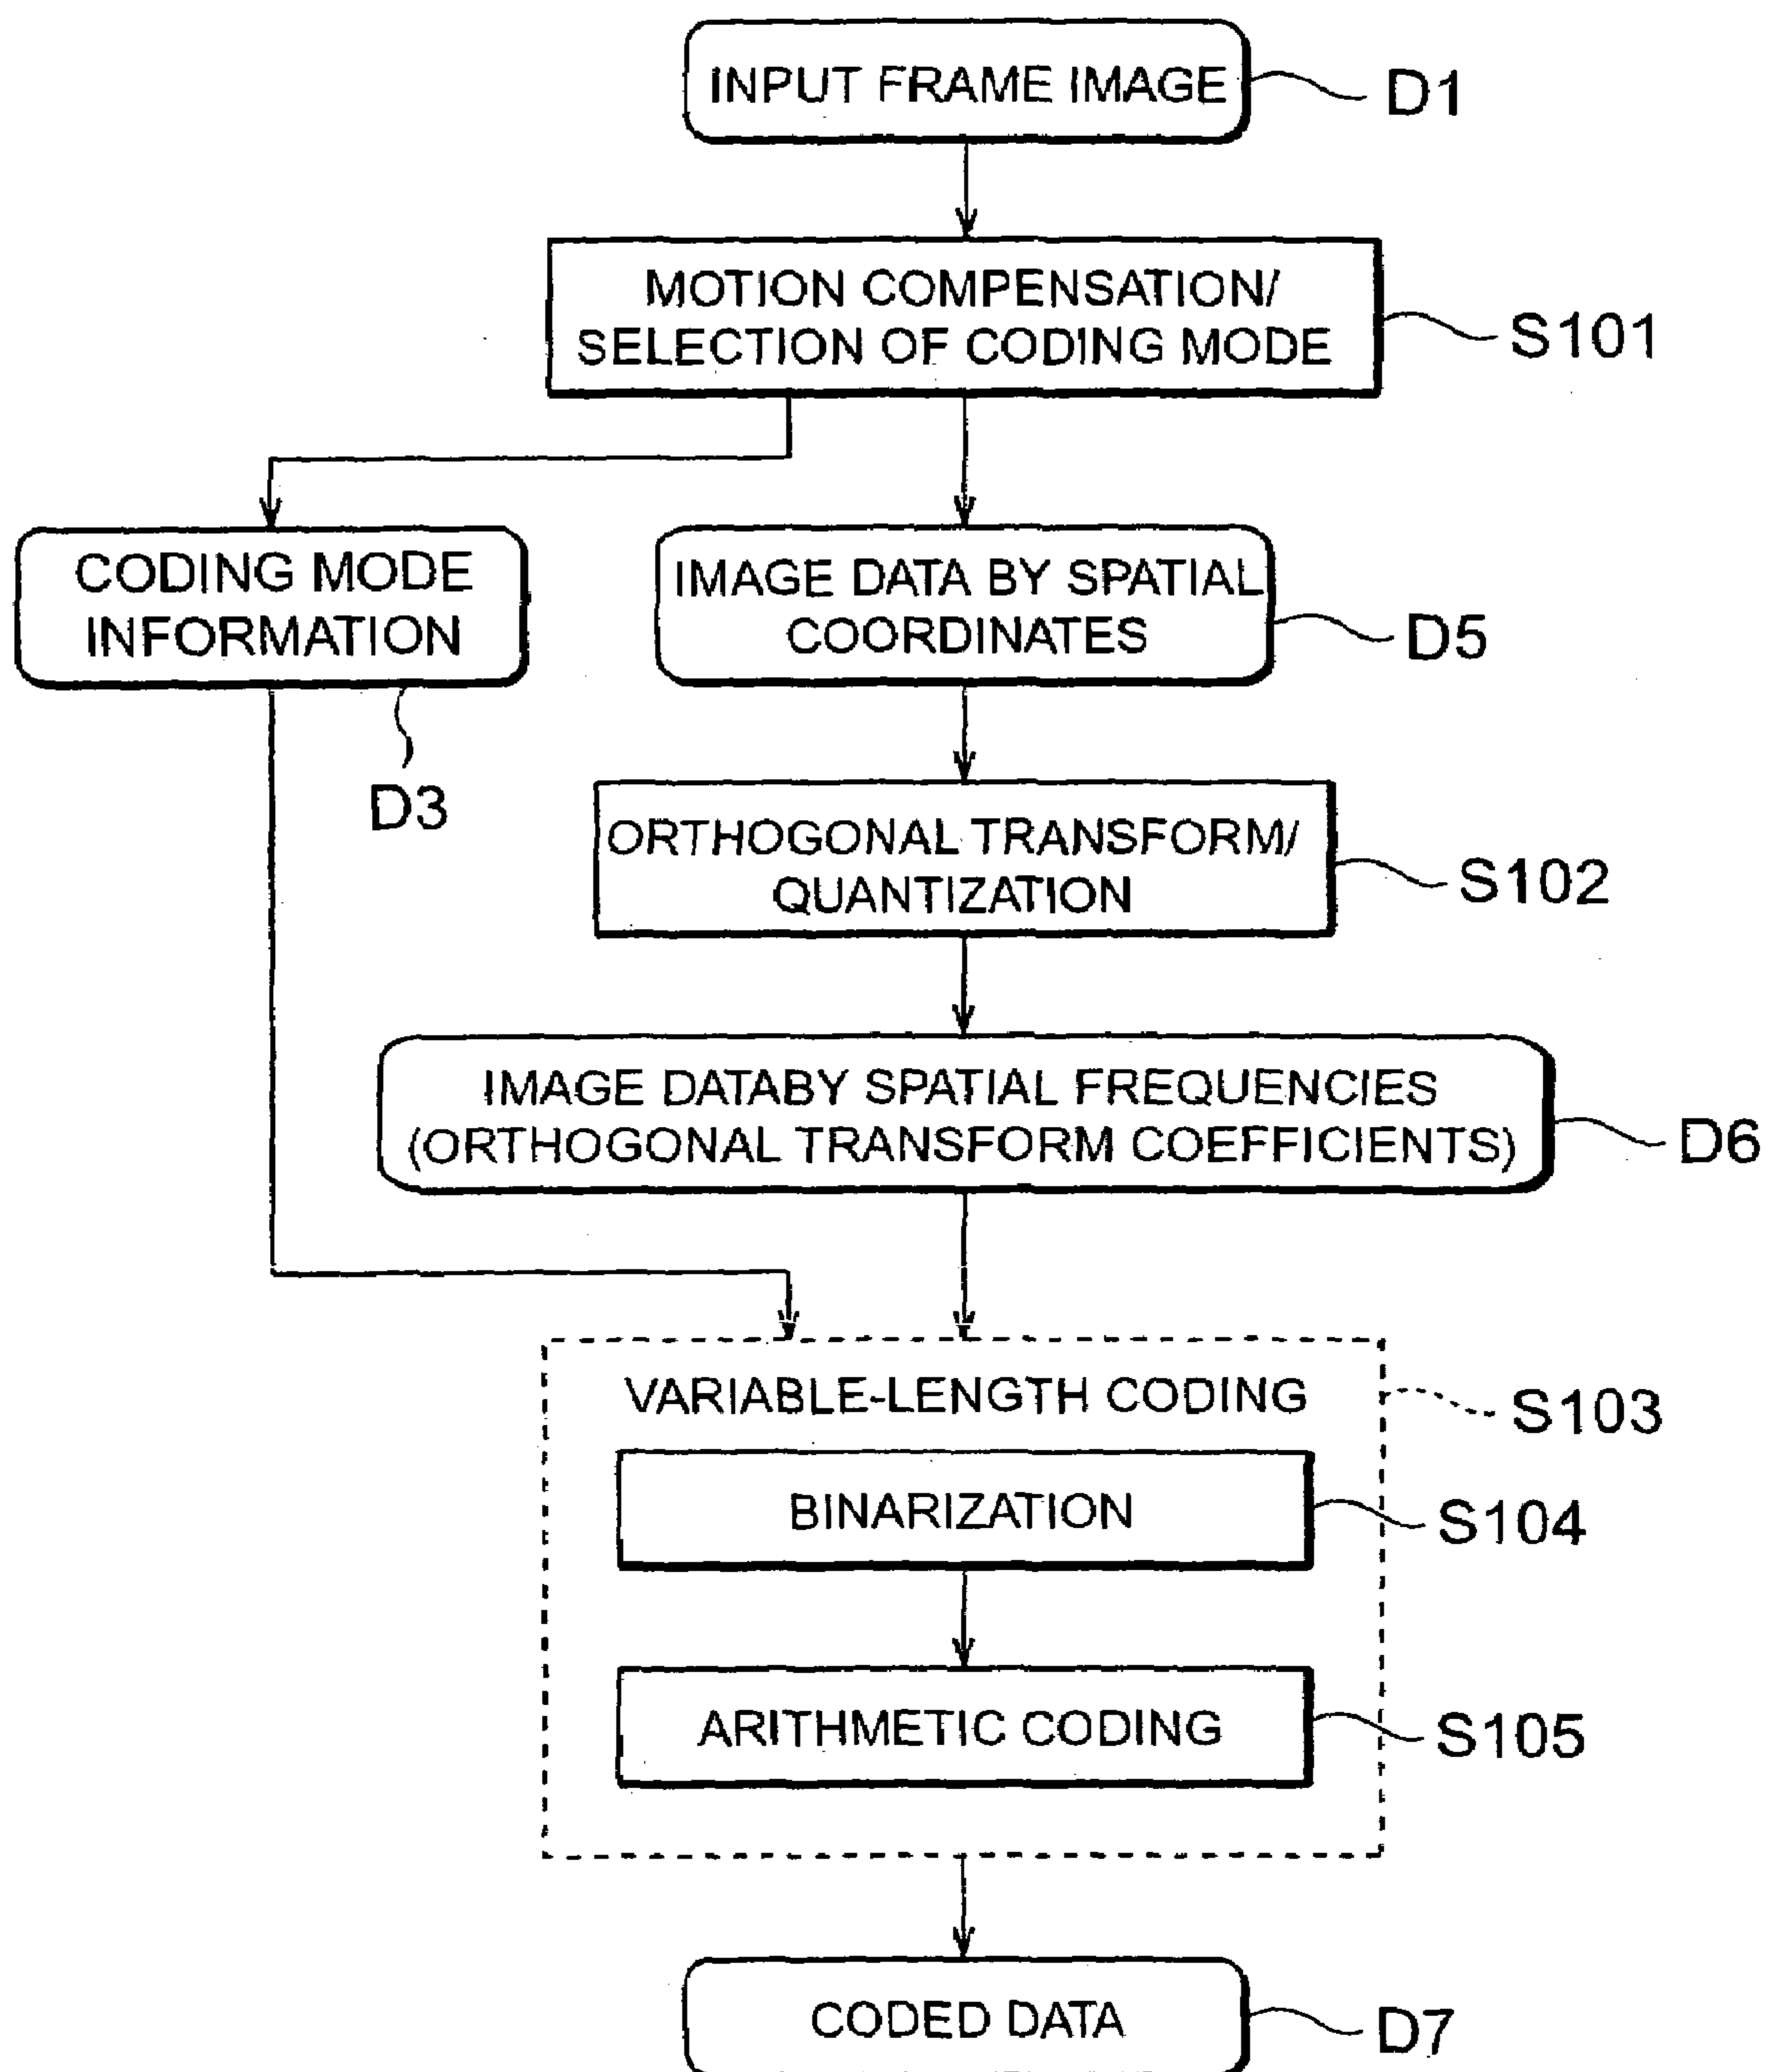 INPUT FRAME IMAGE
D1
MOTION COMPENSATION/
SELECTION OF CODING MODE
S101
CODING MODE
INFORMATION
D3
IMAGE DATA BY SPATIAL
COORDINATES
D5
ORTHOGONAL TRANSFORM/
QUANTIZATION
S102
IMAGE DATABY SPATIAL FREQUENCIES
(ORTHOGONAL TRANSFORM COEFFICIENTS)
D6
VARIABLE-LENGTH CODING
S103
BINARIZATION
S104
ARITHMETIC CODING
S105
CODED DATA
D7